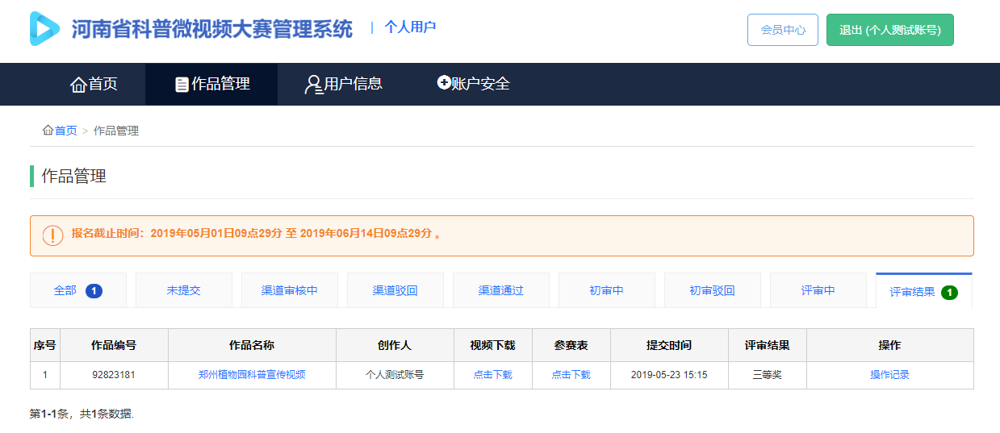 河南省科普微视频大赛管理系统 | 个人用户 会员中心 退出 (个人测试账号)
首页 作品管理 用户信息 账户安全
首页 > 作品管理
作品管理
报名截止时间：2019年05月01日09点29分 至 2019年06月14日09点29分 。
全部 1 未提交 渠道审核中 渠道驳回 渠道通过 初审中 初审驳回 评审中 评审结果 1
序号 作品编号 作品名称 创作人 视频下载 参赛表 提交时间 评审结果 操作
1 92823181 郑州植物园科普宣传视频 个人测试账号 点击下载 点击下载 2019-05-23 15:15 三等奖 操作记录
第1-1条，共1条数据.